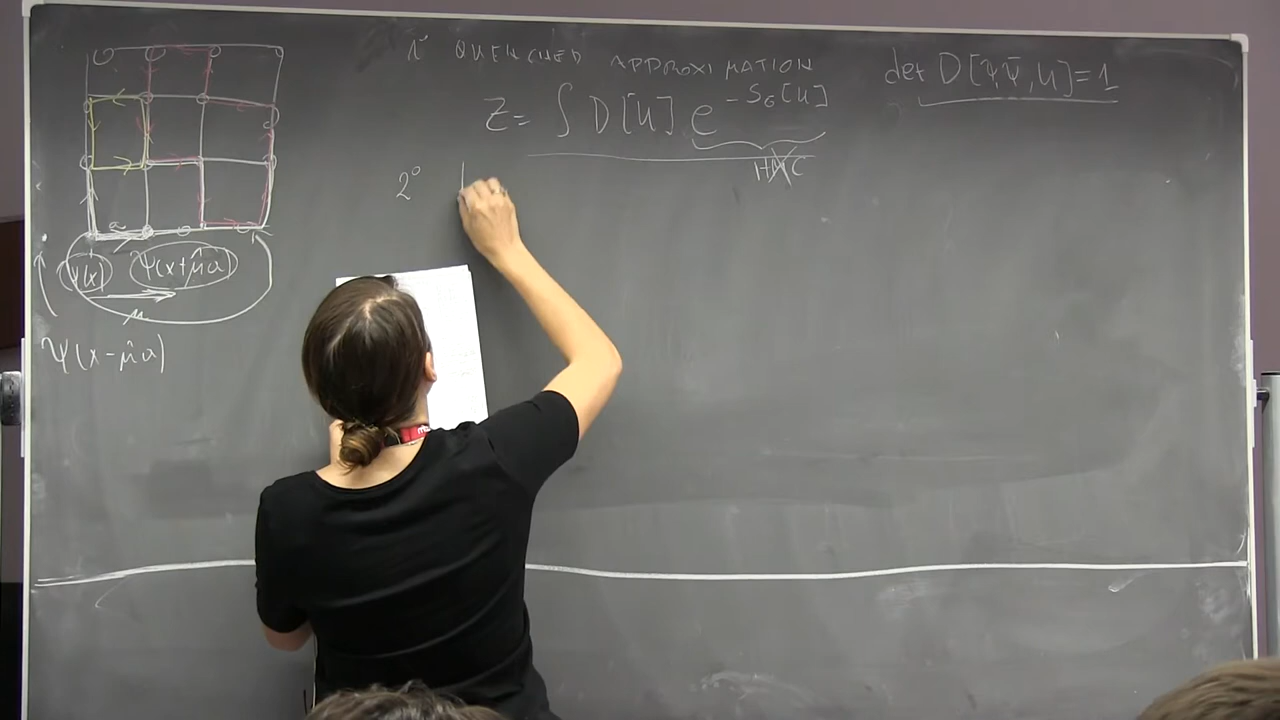 1° QUENCHED APPROXIMATION
det D[ψ,ψ̄,U]=1
Z= ∫ D[U] e^{-S_G[U]}
HMC
2°
a
ψ(x) ψ(x+μ̂a)
μ
ψ(x-μ̂a)